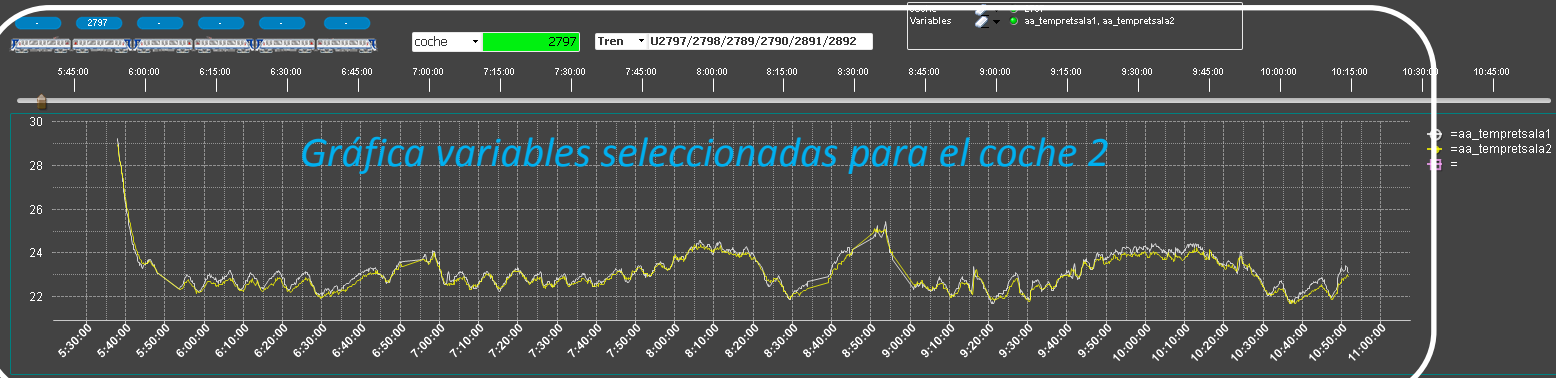 - 2797 - - - -
coche 2797
Variables aa_tempretsala1, aa_tempretsala2
coche 2797 Tren U2797/2798/2789/2790/2891/2892
5:45:00 6:00:00 6:15:00 6:30:00 6:45:00 7:00:00 7:15:00 7:30:00 7:45:00 8:00:00 8:15:00 8:30:00 8:45:00 9:00:00 9:15:00 9:30:00 9:45:00 10:00:00 10:15:00 10:30:00 10:45:00
Gráfica variables seleccionadas para el coche 2
30
28
26
24
22
=aa_tempretsala1
=aa_tempretsala2
=
5:30:00 5:40:00 5:50:00 6:00:00 6:10:00 6:20:00 6:30:00 6:40:00 6:50:00 7:00:00 7:10:00 7:20:00 7:30:00 7:40:00 7:50:00 8:00:00 8:10:00 8:20:00 8:30:00 8:40:00 8:50:00 9:00:00 9:10:00 9:20:00 9:30:00 9:40:00 9:50:00 10:00:00 10:10:00 10:20:00 10:30:00 10:40:00 10:50:00 11:00:00